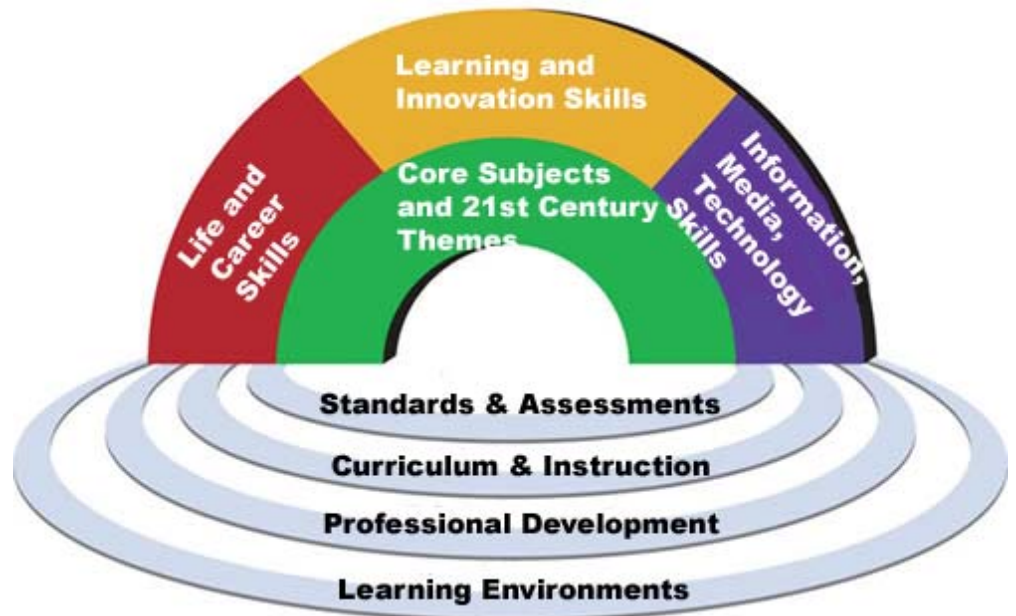 Learning and
Innovation Skills
Life and
Career
Skills
Core Subjects
and 21st Century
Themes
Information,
Media,
Technology
Skills
Standards & Assessments
Curriculum & Instruction
Professional Development
Learning Environments